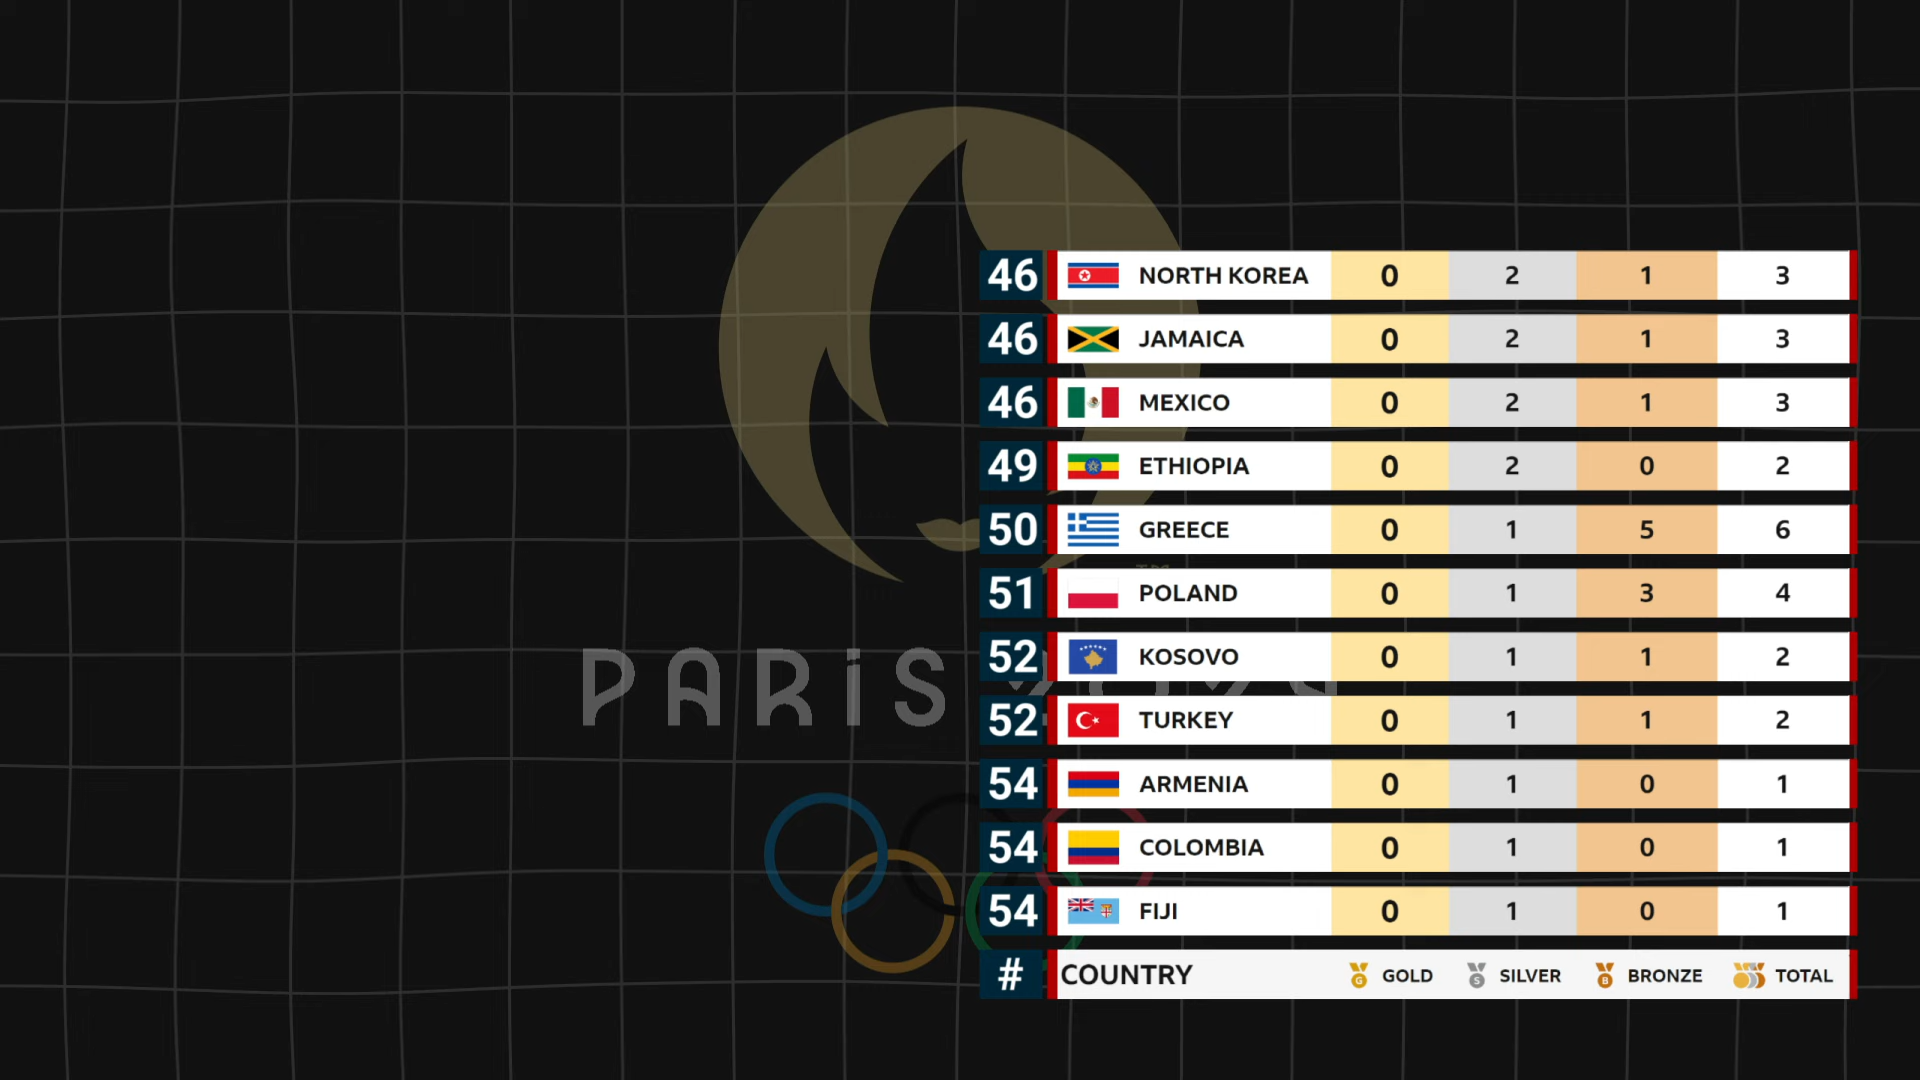 46 NORTH KOREA 0 2 1 3
46 JAMAICA 0 2 1 3
46 MEXICO 0 2 1 3
49 ETHIOPIA 0 2 0 2
50 GREECE 0 1 5 6
51 POLAND 0 1 3 4
52 KOSOVO 0 1 1 2
52 TURKEY 0 1 1 2
54 ARMENIA 0 1 0 1
54 COLOMBIA 0 1 0 1
54 FIJI 0 1 0 1
# COUNTRY G GOLD S SILVER B BRONZE TOTAL
PARiS